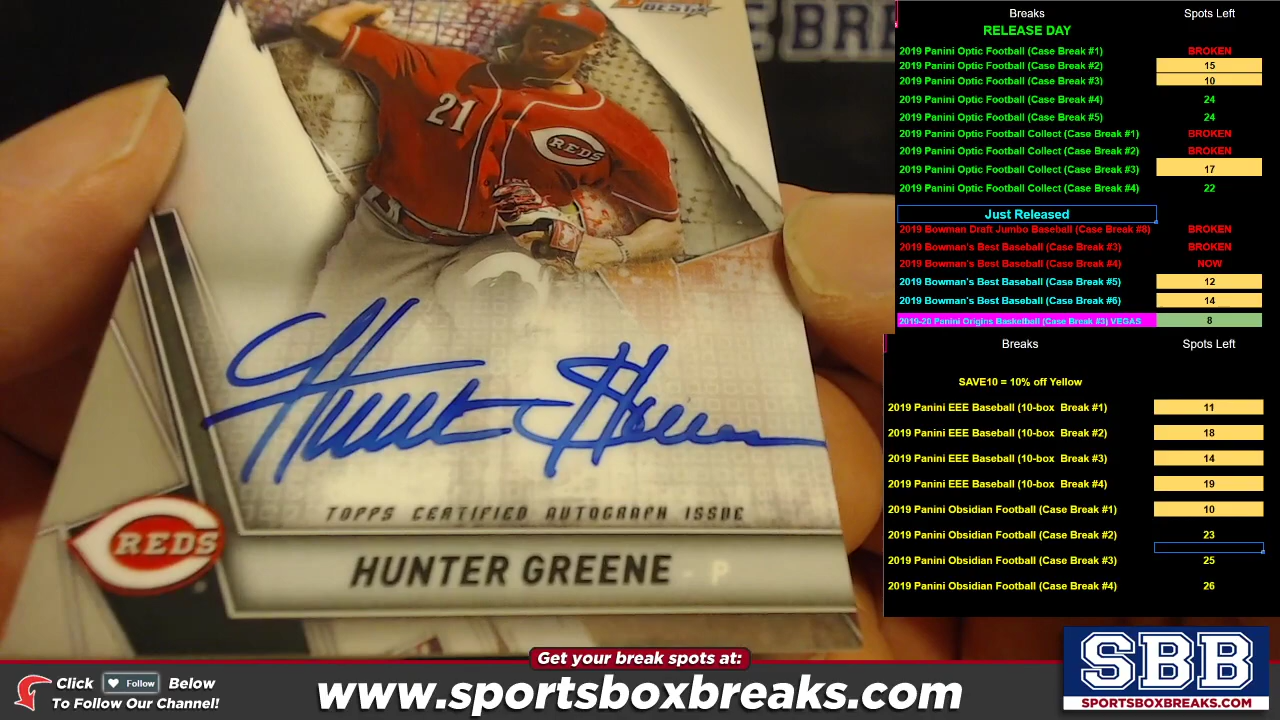 BEST
21
REDS
Hunter Greene
TOPPS CERTIFIED AUTOGRAPH ISSUE
REDS
HUNTER GREENE - P
Breaks Spots Left
RELEASE DAY
2019 Panini Optic Football (Case Break #1) BROKEN
2019 Panini Optic Football (Case Break #2) 15
2019 Panini Optic Football (Case Break #3) 10
2019 Panini Optic Football (Case Break #4) 24
2019 Panini Optic Football (Case Break #5) 24
2019 Panini Optic Football Collect (Case Break #1) BROKEN
2019 Panini Optic Football Collect (Case Break #2) BROKEN
2019 Panini Optic Football Collect (Case Break #3) 17
2019 Panini Optic Football Collect (Case Break #4) 22
Just Released
2019 Bowman Draft Jumbo Baseball (Case Break #8) BROKEN
2019 Bowman's Best Baseball (Case Break #3) BROKEN
2019 Bowman's Best Baseball (Case Break #4) NOW
2019 Bowman's Best Baseball (Case Break #5) 12
2019 Bowman's Best Baseball (Case Break #6) 14
2019-20 Panini Origins Basketball (Case Break #3) VEGAS 8
Breaks Spots Left
SAVE10 = 10% off Yellow
2019 Panini EEE Baseball (10-box Break #1) 11
2019 Panini EEE Baseball (10-box Break #2) 18
2019 Panini EEE Baseball (10-box Break #3) 14
2019 Panini EEE Baseball (10-box Break #4) 19
2019 Panini Obsidian Football (Case Break #1) 10
2019 Panini Obsidian Football (Case Break #2) 23
2019 Panini Obsidian Football (Case Break #3) 25
2019 Panini Obsidian Football (Case Break #4) 26
Get your break spots at:
Click Follow Below
To Follow Our Channel!
www.sportsboxbreaks.com
SBB
SPORTSBOXBREAKS.COM